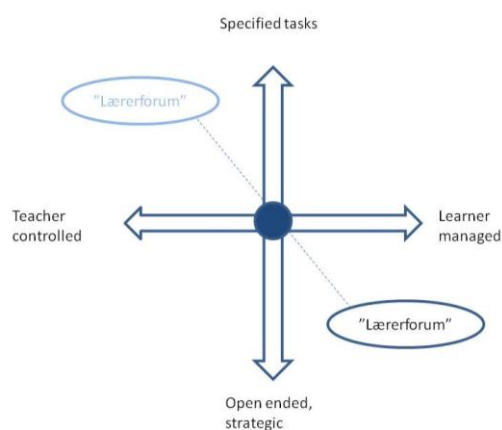 Specified tasks
”Lærerforum”
Teacher
controlled
Learner
managed
”Lærerforum”
Open ended,
strategic